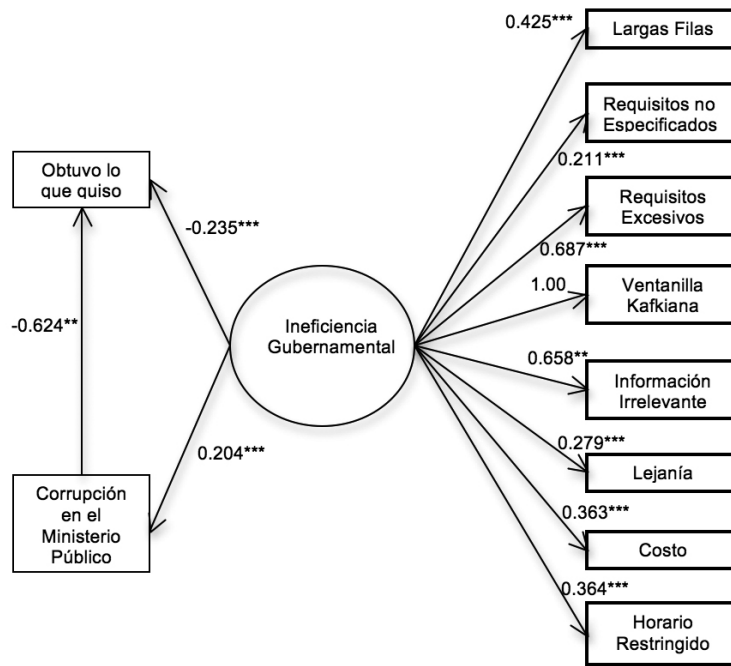 0.425***
Largas Filas
Requisitos no
Especificados
0.211***
Obtuvo lo
que quiso
Requisitos
Excesivos
-0.235***
0.687***
1.00
Ventanilla
Kafkiana
Ineficiencia
Gubernamental
-0.624**
0.658**
Información
Irrelevante
0.204***
0.279***
Lejanía
Corrupción
en el
Ministerio
Público
0.363***
Costo
0.364***
Horario
Restringido